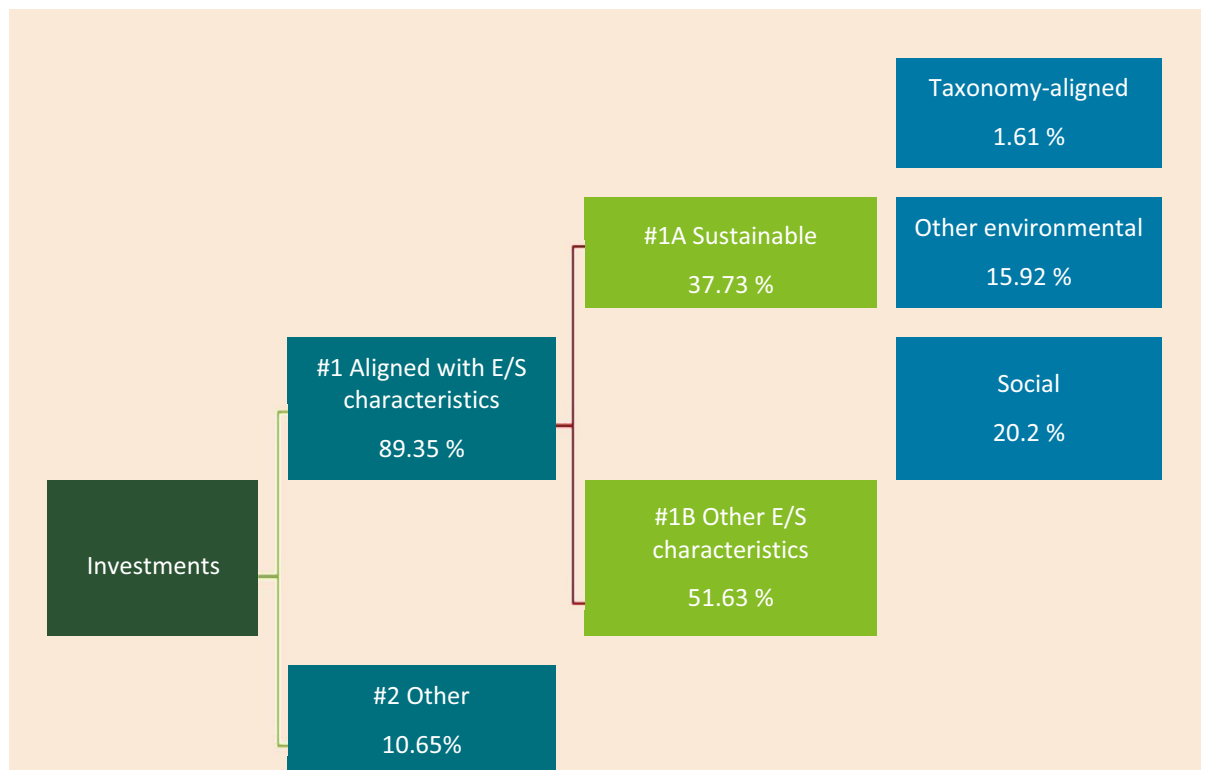 Taxonomy-aligned
1.61 %
#1A Sustainable
37.73 %
Other environmental
15.92 %
#1 Aligned with E/S
characteristics
89.35 %
Social
20.2 %
Investments
#1B Other E/S
characteristics
51.63 %
#2 Other
10.65%